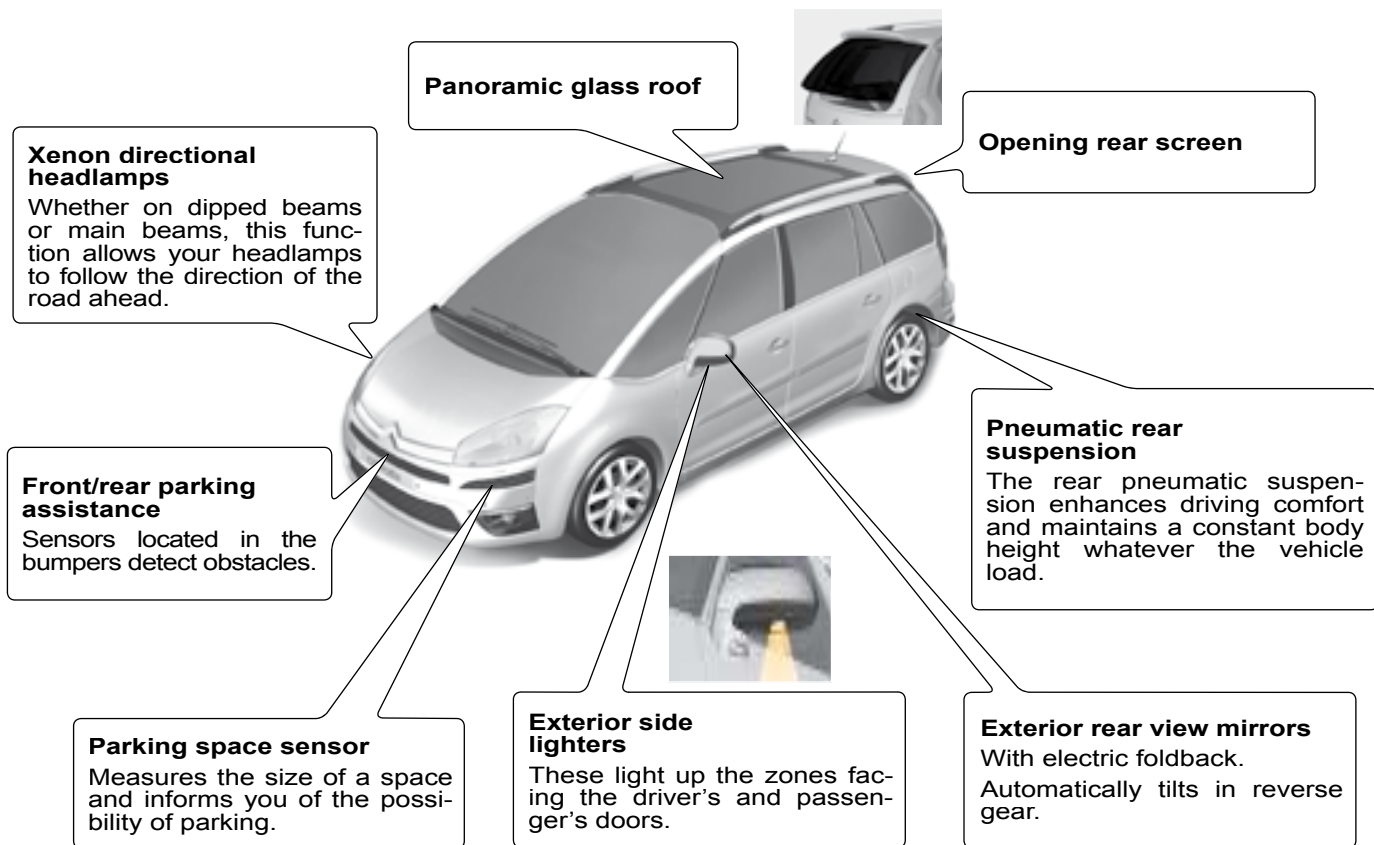 Panoramic glass roof
Opening rear screen
Xenon directional
headlamps
Whether on dipped beams
or main beams, this func-
tion allows your headlamps
to follow the direction of the
road ahead.
Front/rear parking
assistance
Sensors located in the
bumpers detect obstacles.
Pneumatic rear
suspension
The rear pneumatic suspen-
sion enhances driving comfort
and maintains a constant body
height whatever the vehicle
load.
Parking space sensor
Measures the size of a space
and informs you of the possi-
bility of parking.
Exterior side
lighters
These light up the zones fac-
ing the driver's and passen-
ger's doors.
Exterior rear view mirrors
With electric foldback.
Automatically tilts in reverse
gear.